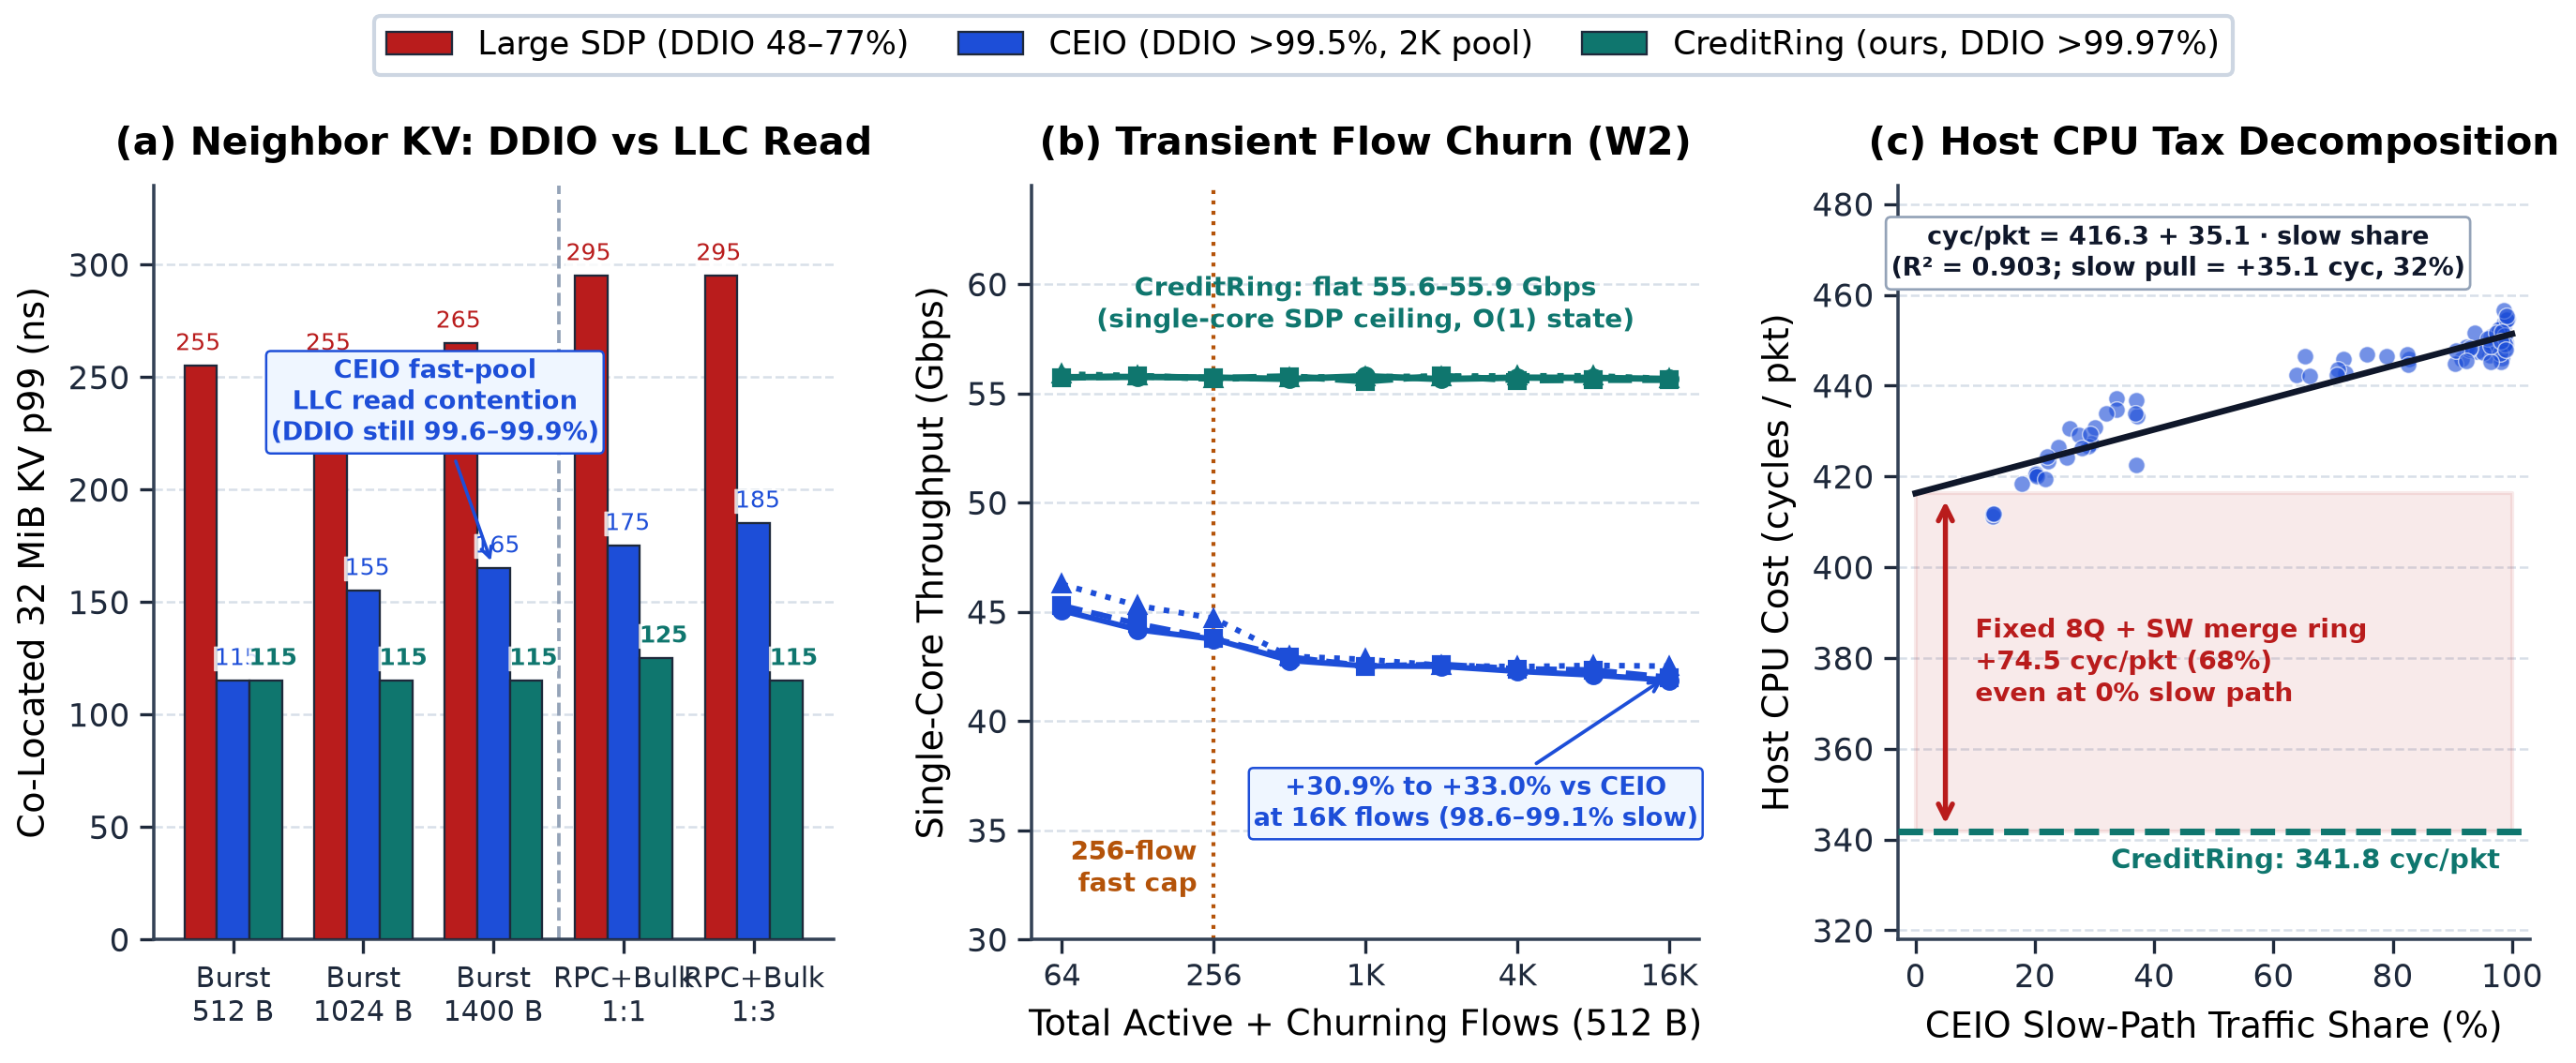 Large SDP (DDIO 48–77%)
CEIO (DDIO >99.5%, 2K pool)
CreditRing (ours, DDIO >99.97%)
(a) Neighbor KV: DDIO vs LLC Read
Co-Located 32 MiB KV p99 (ns)
300
250
200
150
100
50
0
255
255
265
295
295
CEIO fast-pool
LLC read contention
(DDIO still 99.6–99.9%)
115
155
165
175
185
115
115
115
125
115
Burst
512 B
Burst
1024 B
Burst
1400 B
RPC+Bulk
1:1
RPC+Bulk
1:3
(b) Transient Flow Churn (W2)
Single-Core Throughput (Gbps)
60
55
50
45
40
35
30
CreditRing: flat 55.6–55.9 Gbps
(single-core SDP ceiling, O(1) state)
+30.9% to +33.0% vs CEIO
at 16K flows (98.6–99.1% slow)
256-flow
fast cap
64
256
1K
4K
16K
Total Active + Churning Flows (512 B)
(c) Host CPU Tax Decomposition
Host CPU Cost (cycles / pkt)
480
460
440
420
400
380
360
340
320
cyc/pkt = 416.3 + 35.1 · slow share
(R² = 0.903; slow pull = +35.1 cyc, 32%)
Fixed 8Q + SW merge ring
+74.5 cyc/pkt (68%)
even at 0% slow path
CreditRing: 341.8 cyc/pkt
0
20
40
60
80
100
CEIO Slow-Path Traffic Share (%)